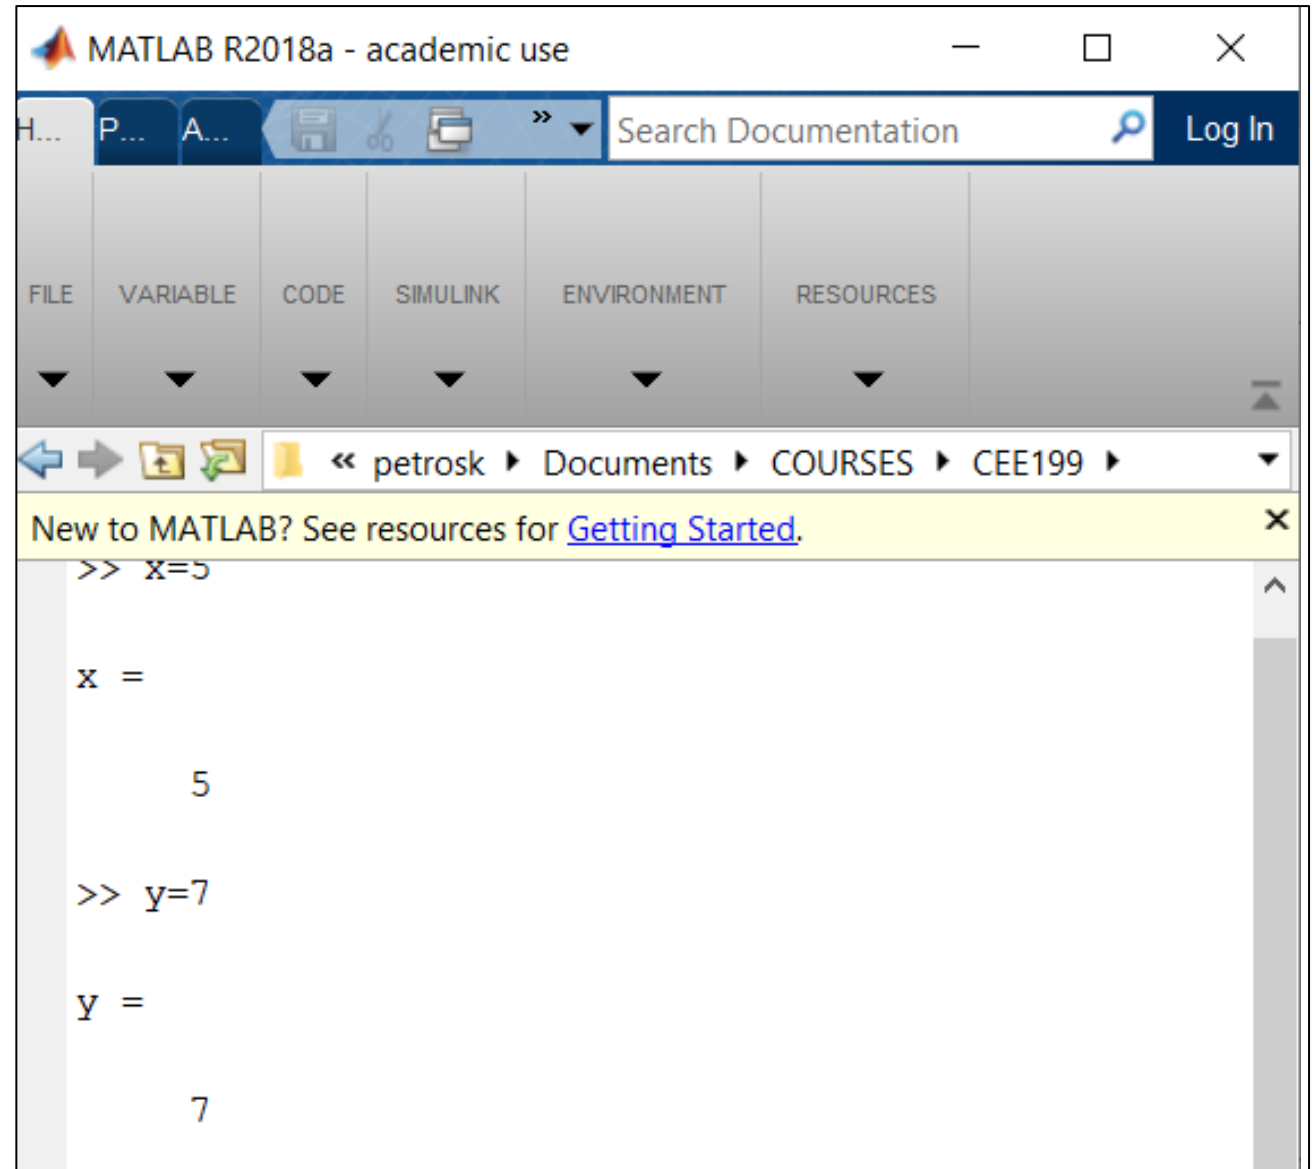 MATLAB R2018a - academic use
H... P... A... » Search Documentation Log In
FILE VARIABLE CODE SIMULINK ENVIRONMENT RESOURCES
« petrosk Documents COURSES CEE199
New to MATLAB? See resources for Getting Started.
>> x=5
x =
5
>> y=7
y =
7